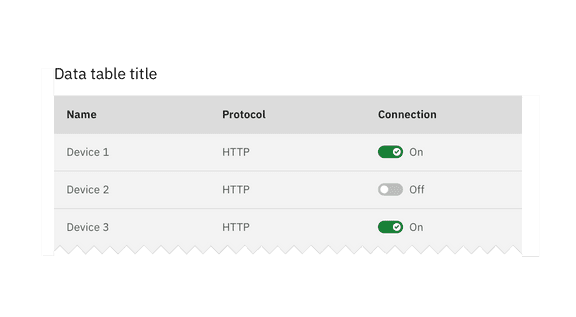 Data table title
Name Protocol Connection
Device 1 HTTP On
Device 2 HTTP Off
Device 3 HTTP On